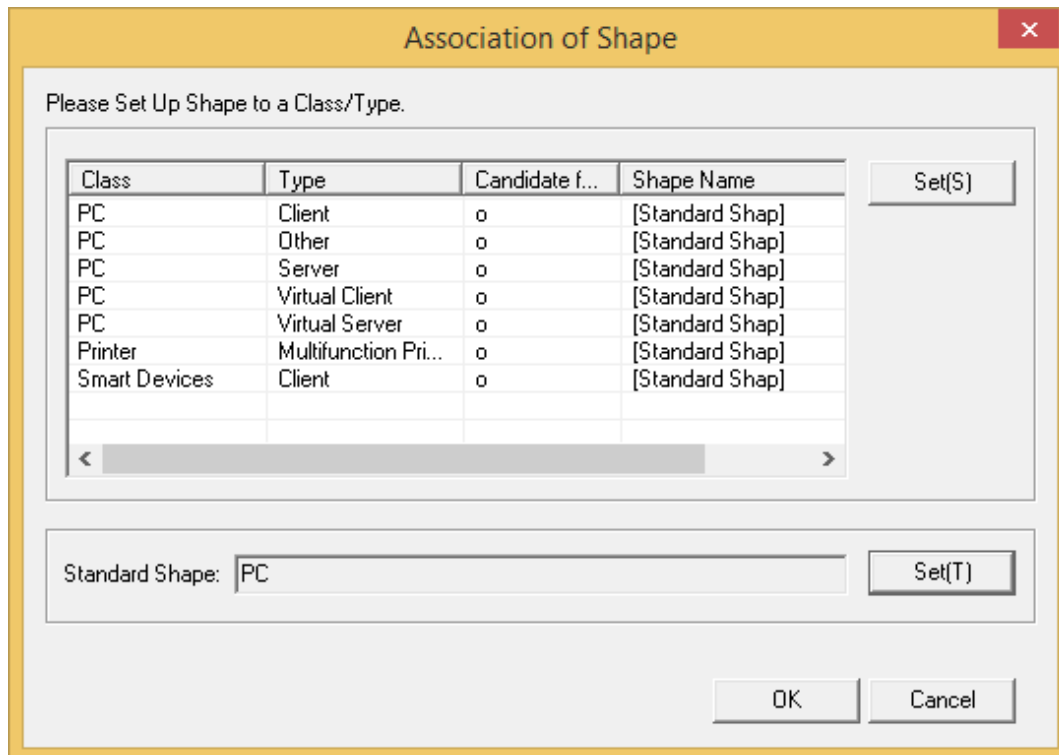 Association of Shape
Please Set Up Shape to a Class/Type.
Class Type Candidate f... Shape Name
Set(S)
PC Client o [Standard Shap]
PC Other o [Standard Shap]
PC Server o [Standard Shap]
PC Virtual Client o [Standard Shap]
PC Virtual Server o [Standard Shap]
Printer Multifunction Pri... o [Standard Shap]
Smart Devices Client o [Standard Shap]
Standard Shape: PC Set(T)
OK Cancel